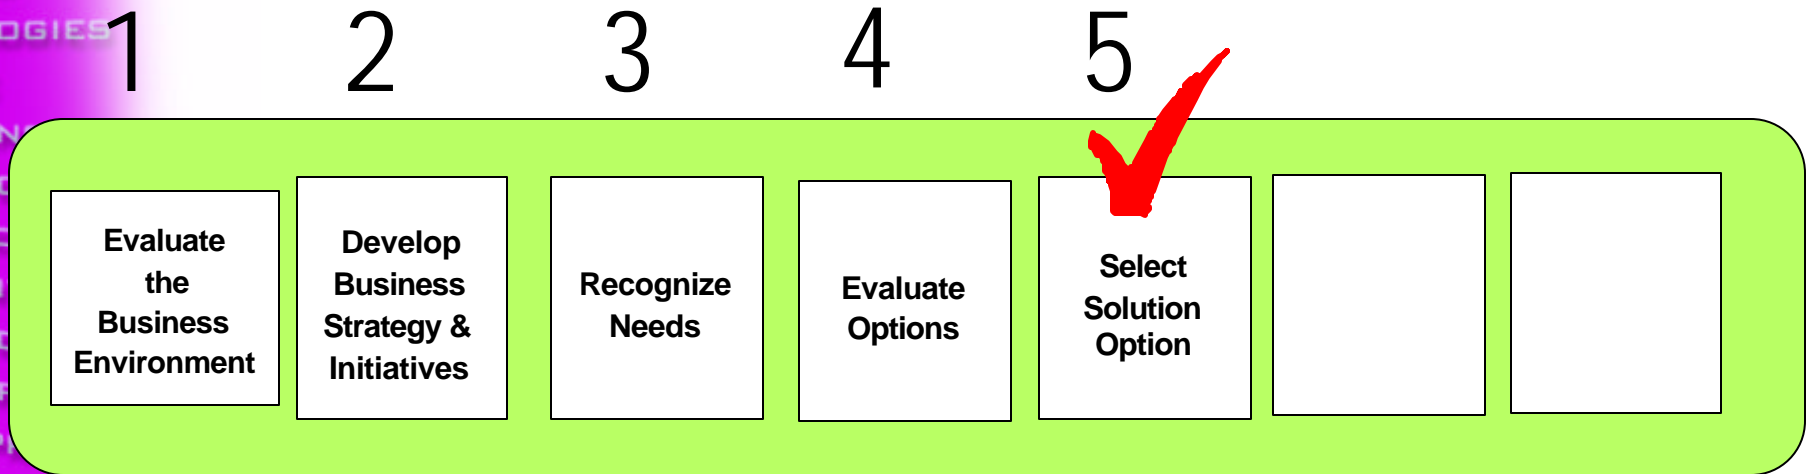 OGIES
1 2 3 4 5
Evaluate
the
Business
Environment
Develop
Business
Strategy &
Initiatives
Recognize
Needs
Evaluate
Options
Select
Solution
Option